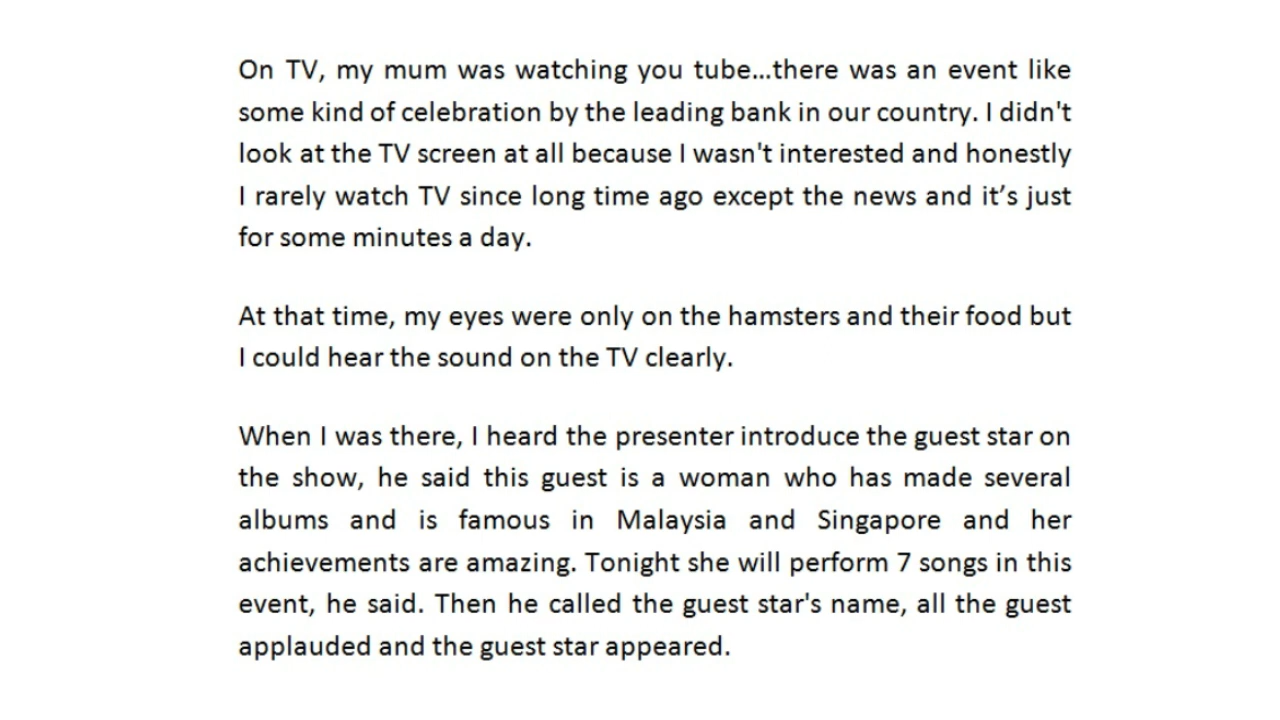 On TV, my mum was watching you tube...there was an event like
some kind of celebration by the leading bank in our country. I didn't
look at the TV screen at all because I wasn't interested and honestly
I rarely watch TV since long time ago except the news and it’s just
for some minutes a day.
At that time, my eyes were only on the hamsters and their food but
I could hear the sound on the TV clearly.
When I was there, I heard the presenter introduce the guest star on
the show, he said this guest is a woman who has made several
albums and is famous in Malaysia and Singapore and her
achievements are amazing. Tonight she will perform 7 songs in this
event, he said. Then he called the guest star's name, all the guest
applauded and the guest star appeared.